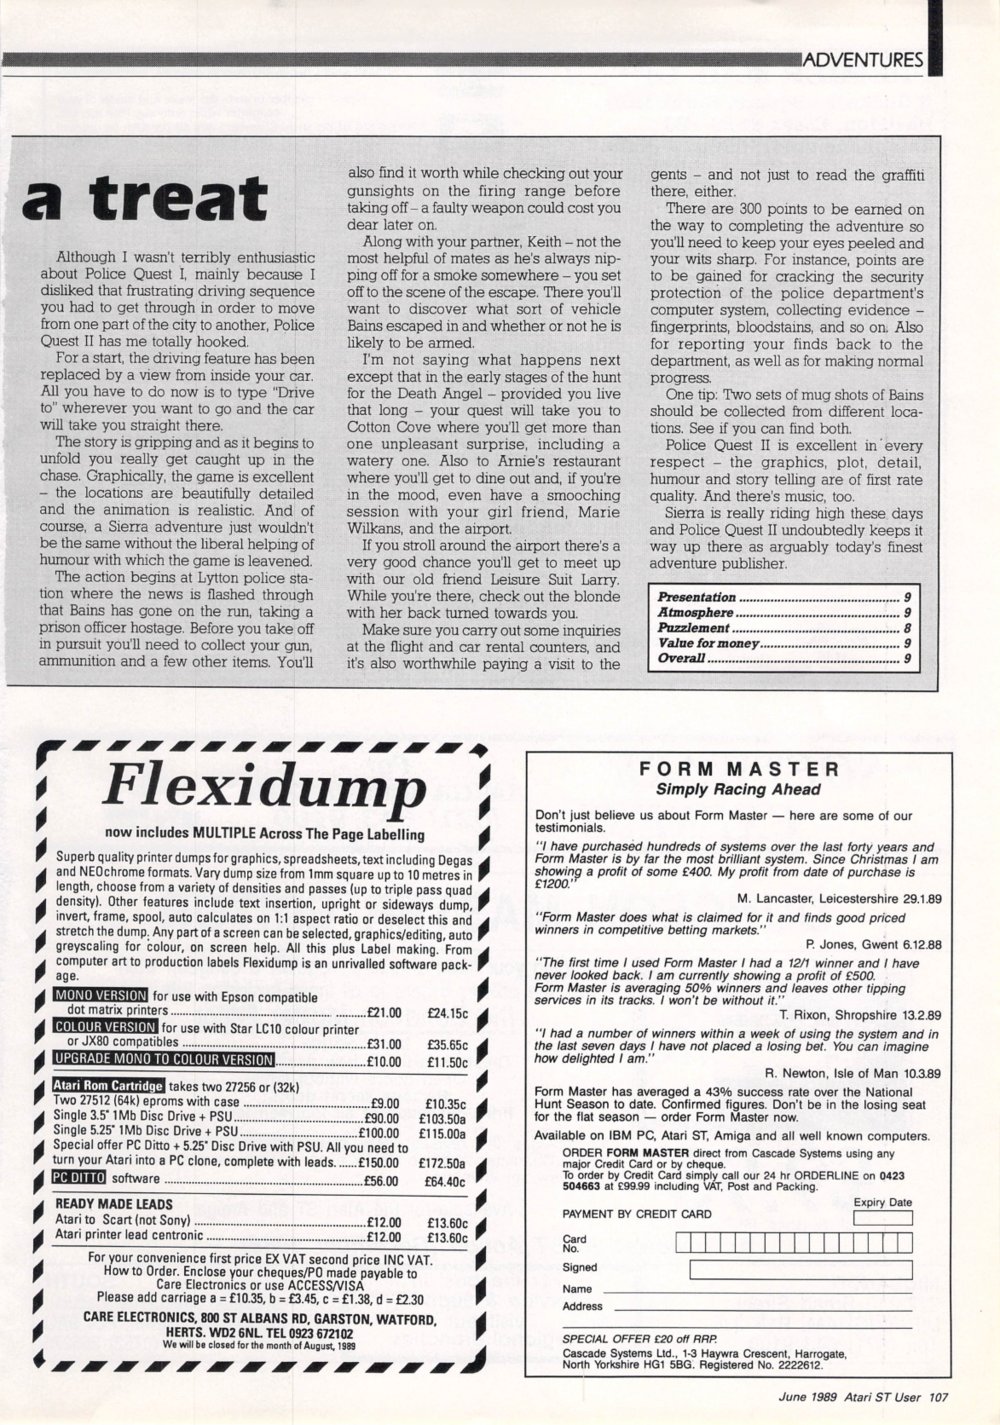 ADVENTURES
a treat
Although I wasn't terribly enthusiastic
about Police Quest I, mainly because I
disliked that frustrating driving sequence
you had to get through in order to move
from one part of the city to another, Police
Quest II has me totally hooked.
For a start, the driving feature has been
replaced by a view from inside your car.
All you have to do now is to type "Drive
to" wherever you want to go and the car
will take you straight there.
The story is gripping and as it begins to
unfold you really get caught up in the
chase. Graphically, the game is excellent
– the locations are beautifully detailed
and the animation is realistic. And of
course, a Sierra adventure just wouldn't
be the same without the liberal helping of
humour with which the game is leavened.
The action begins at Lytton police sta-
tion where the news is flashed through
that Bains has gone on the run, taking a
prison officer hostage. Before you take off
in pursuit you'll need to collect your gun,
ammunition and a few other items. You'll
also find it worth while checking out your
gunsights on the firing range before
taking off – a faulty weapon could cost you
dear later on.
Along with your partner, Keith – not the
most helpful of mates as he's always nip-
ping off for a smoke somewhere – you set
off to the scene of the escape. There you'll
want to discover what sort of vehicle
Bains escaped in and whether or not he is
likely to be armed.
I'm not saying what happens next
except that in the early stages of the hunt
for the Death Angel – provided you live
that long – your quest will take you to
Cotton Cove where you'll get more than
one unpleasant surprise, including a
watery one. Also to Arnie's restaurant
where you'll get to dine out and, if you're
in the mood, even have a smooching
session with your girl friend, Marie
Wilkans, and the airport.
If you stroll around the airport there's a
very good chance you'll get to meet up
with our old friend Leisure Suit Larry.
While you're there, check out the blonde
with her back turned towards you.
Make sure you carry out some inquiries
at the flight and car rental counters, and
it's also worthwhile paying a visit to the
gents – and not just to read the graffiti
there, either.
There are 300 points to be earned on
the way to completing the adventure so
you'll need to keep your eyes peeled and
your wits sharp. For instance, points are
to be gained for cracking the security
protection of the police department's
computer system, collecting evidence –
fingerprints, bloodstains, and so on. Also
for reporting your finds back to the
department, as well as for making normal
progress.
One tip: Two sets of mug shots of Bains
should be collected from different loca-
tions. See if you can find both.
Police Quest II is excellent in every
respect – the graphics, plot, detail,
humour and story telling are of first rate
quality. And there's music, too.
Sierra is really riding high these days
and Police Quest II undoubtedly keeps it
way up there as arguably today's finest
adventure publisher.
Presentation ........ 9
Atmosphere ........ 9
Puzzlement ........ 8
Value for money ........ 9
Overall ........ 9
Flexidump
now includes MULTIPLE Across The Page Labelling
Superb quality printer dumps for graphics, spreadsheets, text including Degas
and NEOchrome formats. Vary dump size from 1mm square up to 10 metres in
length, choose from a variety of densities and passes (up to triple pass quad
density). Other features include text insertion, upright or sideways dump,
invert, frame, spool, auto calculates on 1:1 aspect ratio or deselect this and
stretch the dump. Any part of a screen can be selected, graphics/editing, auto
greyscaling for colour, on screen help. All this plus Label making. From
computer art to production labels Flexidump is an unrivalled software pack-
age.
MONO VERSION for use with Epson compatible
dot matrix printers ........ £21.00 £24.15c
COLOUR VERSION for use with Star LC10 colour printer
or JX80 compatibles ........ £31.00 £35.65c
UPGRADE MONO TO COLOUR VERSION ........ £10.00 £11.50c
Atari Rom Cartridge takes two 27256 or (32k)
Two 27512 (64k) eproms with case ........ £9.00 £10.35c
Single 3.5" 1Mb Disc Drive + PSU ........ £90.00 £103.50a
Single 5.25" 1Mb Disc Drive + PSU ........ £100.00 £115.00a
Special offer PC Ditto + 5.25" Disc Drive with PSU. All you need to
turn your Atari into a PC clone, complete with leads. ...... £150.00 £172.50a
PC DITTO software ........ £56.00 £64.40c
READY MADE LEADS
Atari to Scart (not Sony) ........ £12.00 £13.60c
Atari printer lead centronic ........ £12.00 £13.60c
For your convenience first price EX VAT second price INC VAT.
How to Order. Enclose your cheques/PO made payable to
Care Electronics or use ACCESS/VISA
Please add carriage a = £10.35, b = £3.45, c = £1.38, d = £2.30
CARE ELECTRONICS, 800 ST ALBANS RD, GARSTON, WATFORD,
HERTS. WD2 6NL. TEL 0923 672102
We will be closed for the month of August, 1989
FORM MASTER
Simply Racing Ahead
Don't just believe us about Form Master — here are some of our
testimonials.
"I have purchased hundreds of systems over the last forty years and
Form Master is by far the most brilliant system. Since Christmas I am
showing a profit of some £400. My profit from date of purchase is
£1200."
M. Lancaster, Leicestershire 29.1.89
"Form Master does what is claimed for it and finds good priced
winners in competitive betting markets."
P. Jones, Gwent 6.12.88
"The first time I used Form Master I had a 12/1 winner and I have
never looked back. I am currently showing a profit of £500.
Form Master is averaging 50% winners and leaves other tipping
services in its tracks. I won't be without it."
T. Rixon, Shropshire 13.2.89
"I had a number of winners within a week of using the system and in
the last seven days I have not placed a losing bet. You can imagine
how delighted I am."
R. Newton, Isle of Man 10.3.89
Form Master has averaged a 43% success rate over the National
Hunt Season to date. Confirmed figures. Don't be in the losing seat
for the flat season — order Form Master now.
Available on IBM PC, Atari ST, Amiga and all well known computers.
ORDER FORM MASTER direct from Cascade Systems using any
major Credit Card or by cheque.
To order by Credit Card simply call our 24 hr ORDERLINE on 0423
504663 at £99.99 including VAT, Post and Packing.
Expiry Date
PAYMENT BY CREDIT CARD
Card
No.
Signed
Name
Address
SPECIAL OFFER £20 off RRP.
Cascade Systems Ltd., 1-3 Haywra Crescent, Harrogate,
North Yorkshire HG1 5BG. Registered No. 2222612.
June 1989 Atari ST User 107